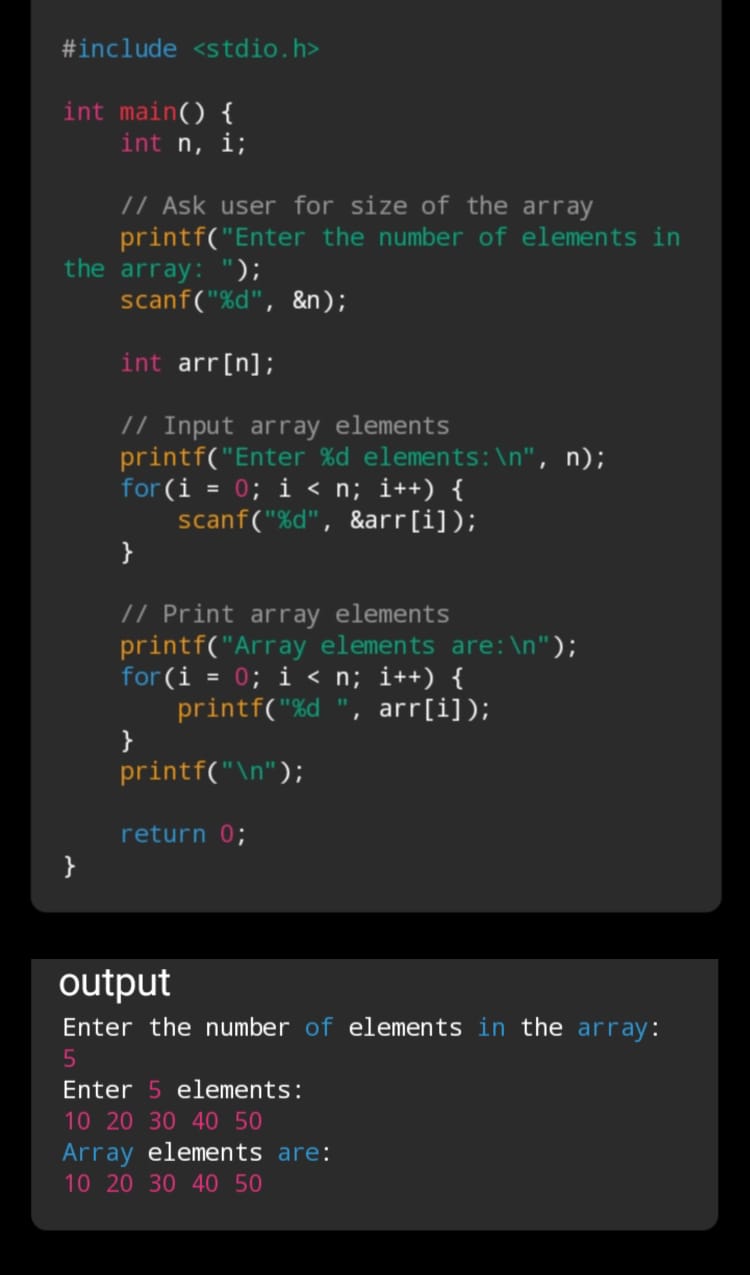 #include <stdio.h>

int main() {
    int n, i;

    // Ask user for size of the array
    printf("Enter the number of elements in
the array: ");
    scanf("%d", &n);

    int arr[n];

    // Input array elements
    printf("Enter %d elements:\n", n);
    for(i = 0; i < n; i++) {
        scanf("%d", &arr[i]);
    }

    // Print array elements
    printf("Array elements are:\n");
    for(i = 0; i < n; i++) {
        printf("%d ", arr[i]);
    }
    printf("\n");

    return 0;
}

output
Enter the number of elements in the array:
5
Enter 5 elements:
10 20 30 40 50
Array elements are:
10 20 30 40 50